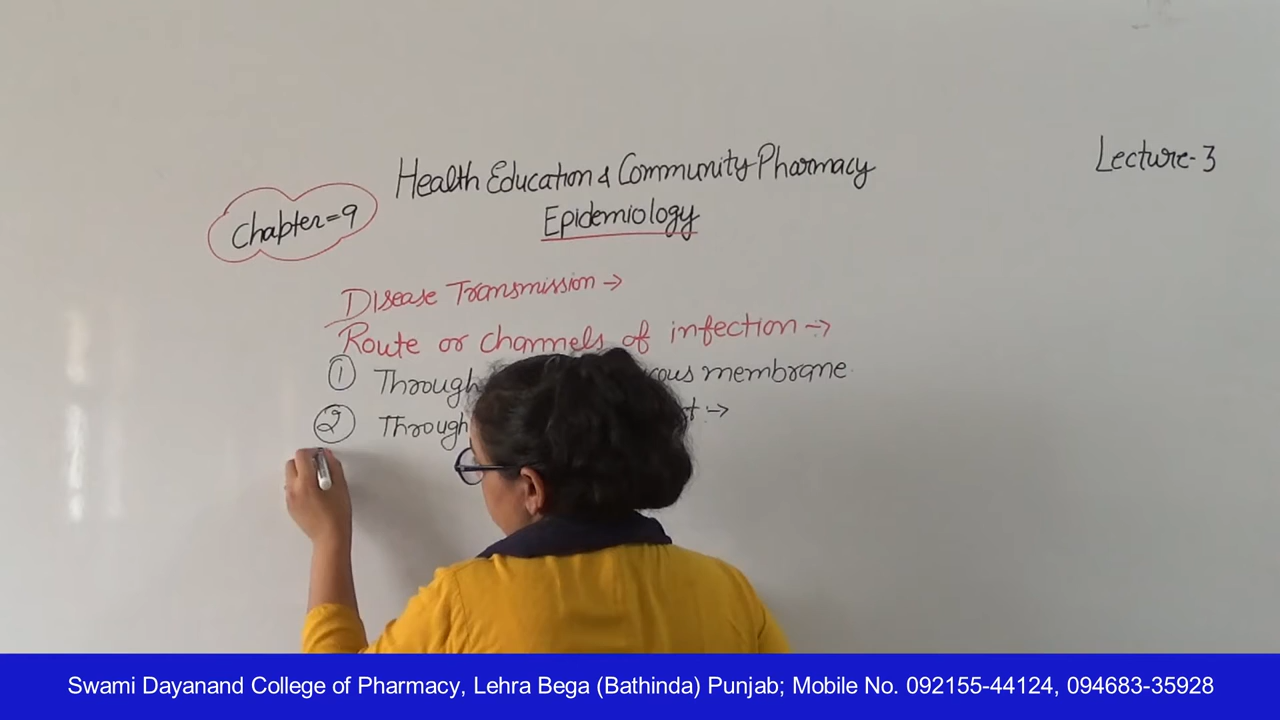 Lecture-3
Health Education & Community Pharmacy
Chapter=9
Epidemiology
Disease Transmission →
Route or channels of infection :→
① Through membrane
② Through :→
Swami Dayanand College of Pharmacy, Lehra Bega (Bathinda) Punjab; Mobile No. 092155-44124, 094683-35928